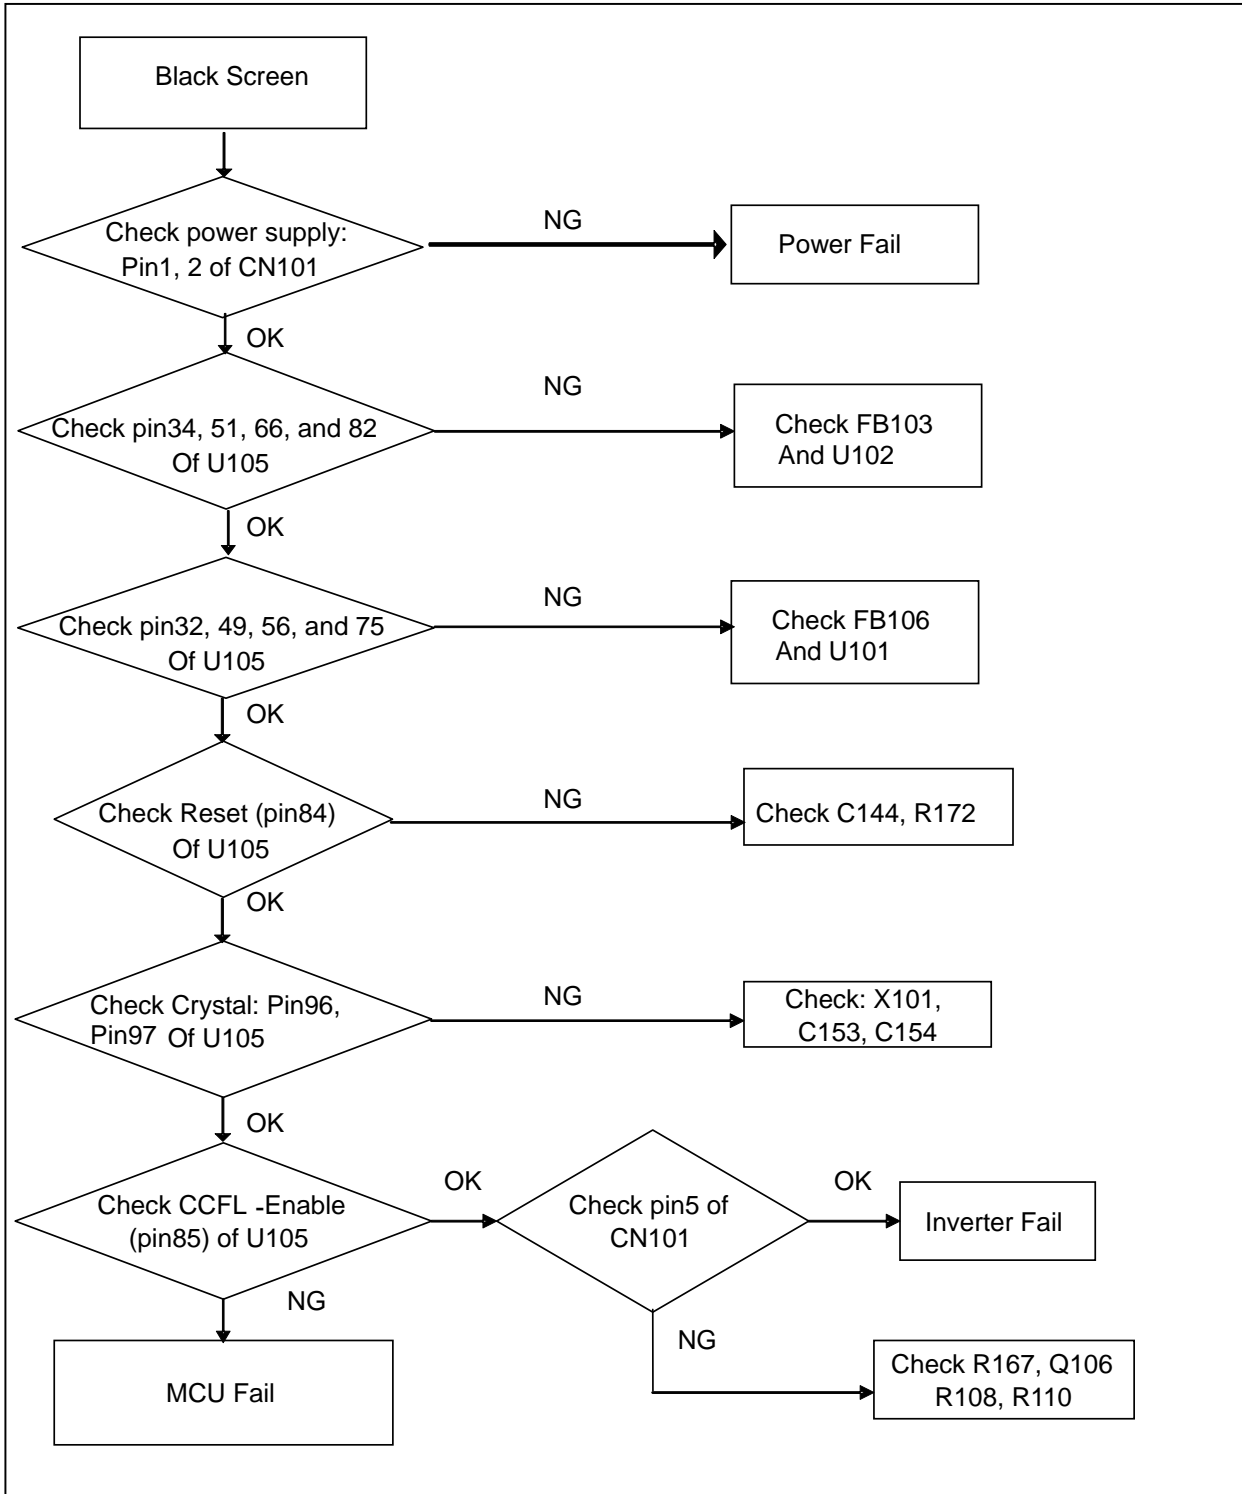 Black Screen
Check power supply:
Pin1, 2 of CN101
NG
Power Fail
OK
Check pin34, 51, 66, and 82
Of U105
NG
Check FB103
And U102
OK
Check pin32, 49, 56, and 75
Of U105
NG
Check FB106
And U101
OK
Check Reset (pin84)
Of U105
NG
Check C144, R172
OK
Check Crystal: Pin96,
Pin97 Of U105
NG
Check: X101,
C153, C154
OK
Check CCFL -Enable
(pin85) of U105
OK
Check pin5 of
CN101
OK
Inverter Fail
NG
MCU Fail
NG
Check R167, Q106
R108, R110